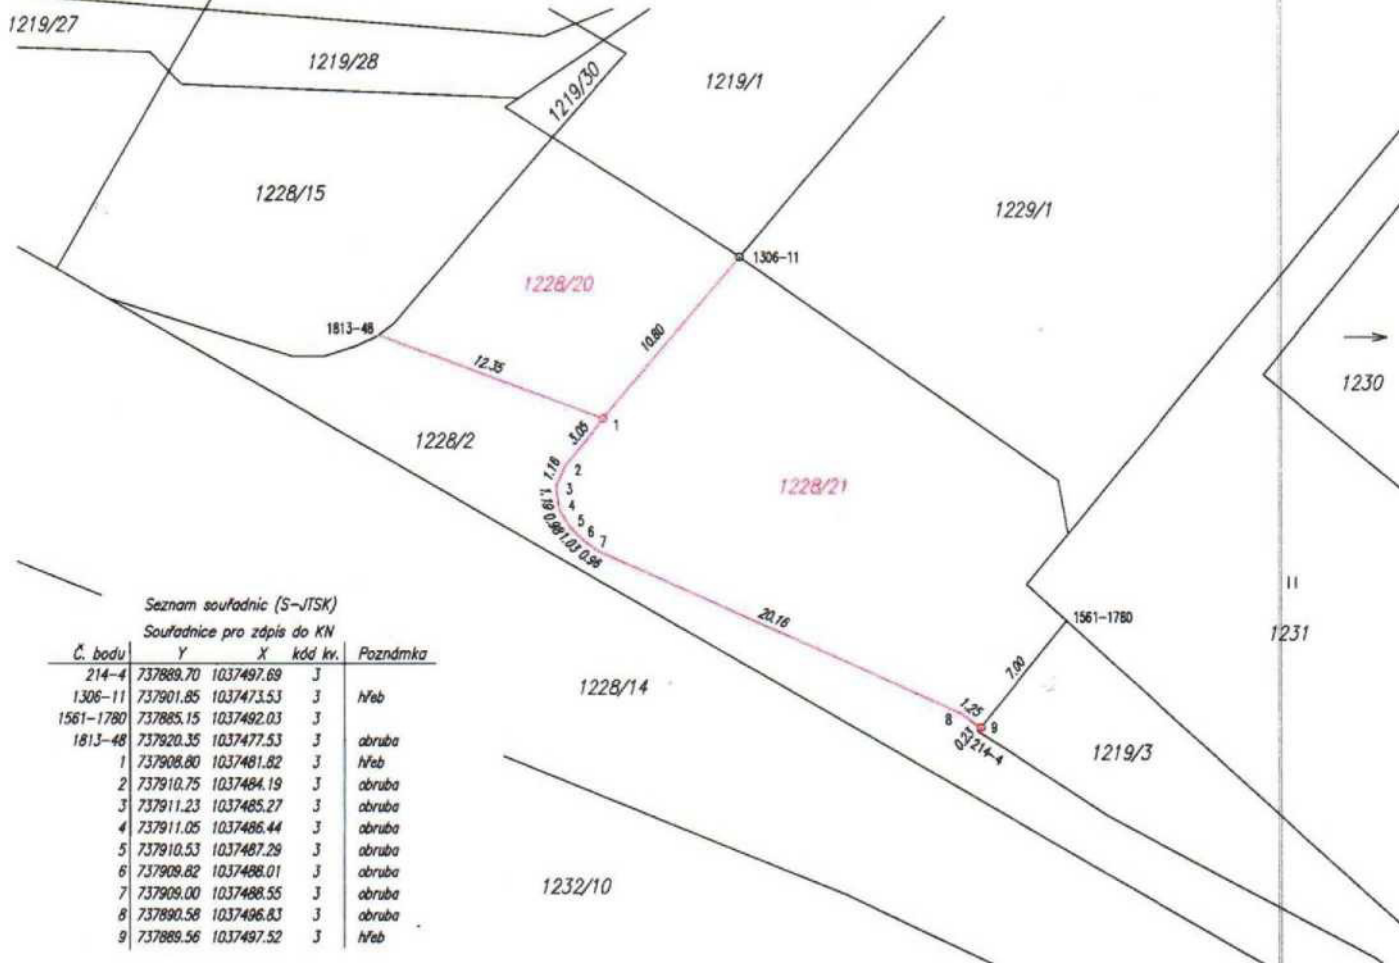 1219/27
1219/28
1219/30
1219/1
1228/15
1229/1
1306-11
1228/20
1813-48
10.80
12.35
1230
1
1228/2
3.05
1.16
2
1228/21
3
1.19
4
0.98
5
1.03
6
0.96
7
II
20.16
1561-1780
1231
7.00
1228/14
1.25
8
9
0.23
214-4
1219/3
1232/10
Seznam souřadnic (S-JTSK)
Souřadnice pro zápis do KN
Č. bodu Y X kód kv. Poznámka
214-4 737889.70 1037497.69 3
1306-11 737901.85 1037473.53 3 hřeb
1561-1780 737885.15 1037492.03 3
1813-48 737920.35 1037477.53 3 obruba
1 737908.80 1037481.82 3 hřeb
2 737910.75 1037484.19 3 obruba
3 737911.23 1037485.27 3 obruba
4 737911.05 1037486.44 3 obruba
5 737910.53 1037487.29 3 obruba
6 737909.82 1037488.01 3 obruba
7 737909.00 1037488.55 3 obruba
8 737890.58 1037496.83 3 obruba
9 737889.56 1037497.52 3 hřeb